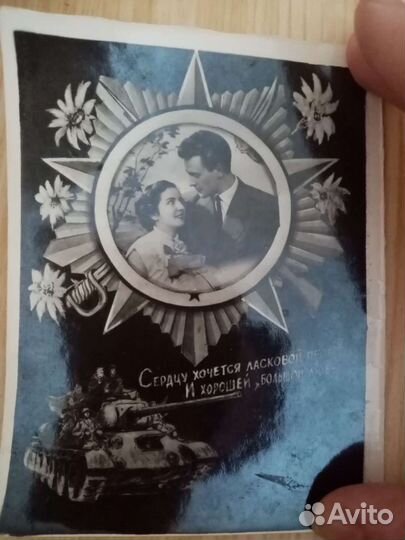 Сердцу хочется ласковой
И хорошей „большой
Avito